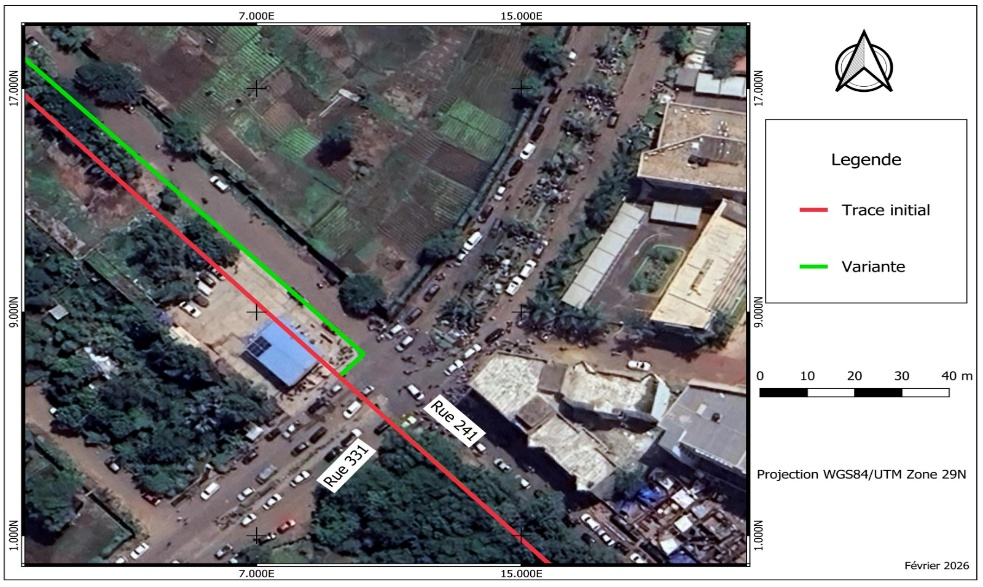 7.000E 15.000E
17.000N 17.000N
9.000N 9.000N
1.000N 1.000N
7.000E 15.000E
Rue 241
Rue 331
Legende
Trace initial
Variante
0 10 20 30 40 m
Projection WGS84/UTM Zone 29N
Février 2026